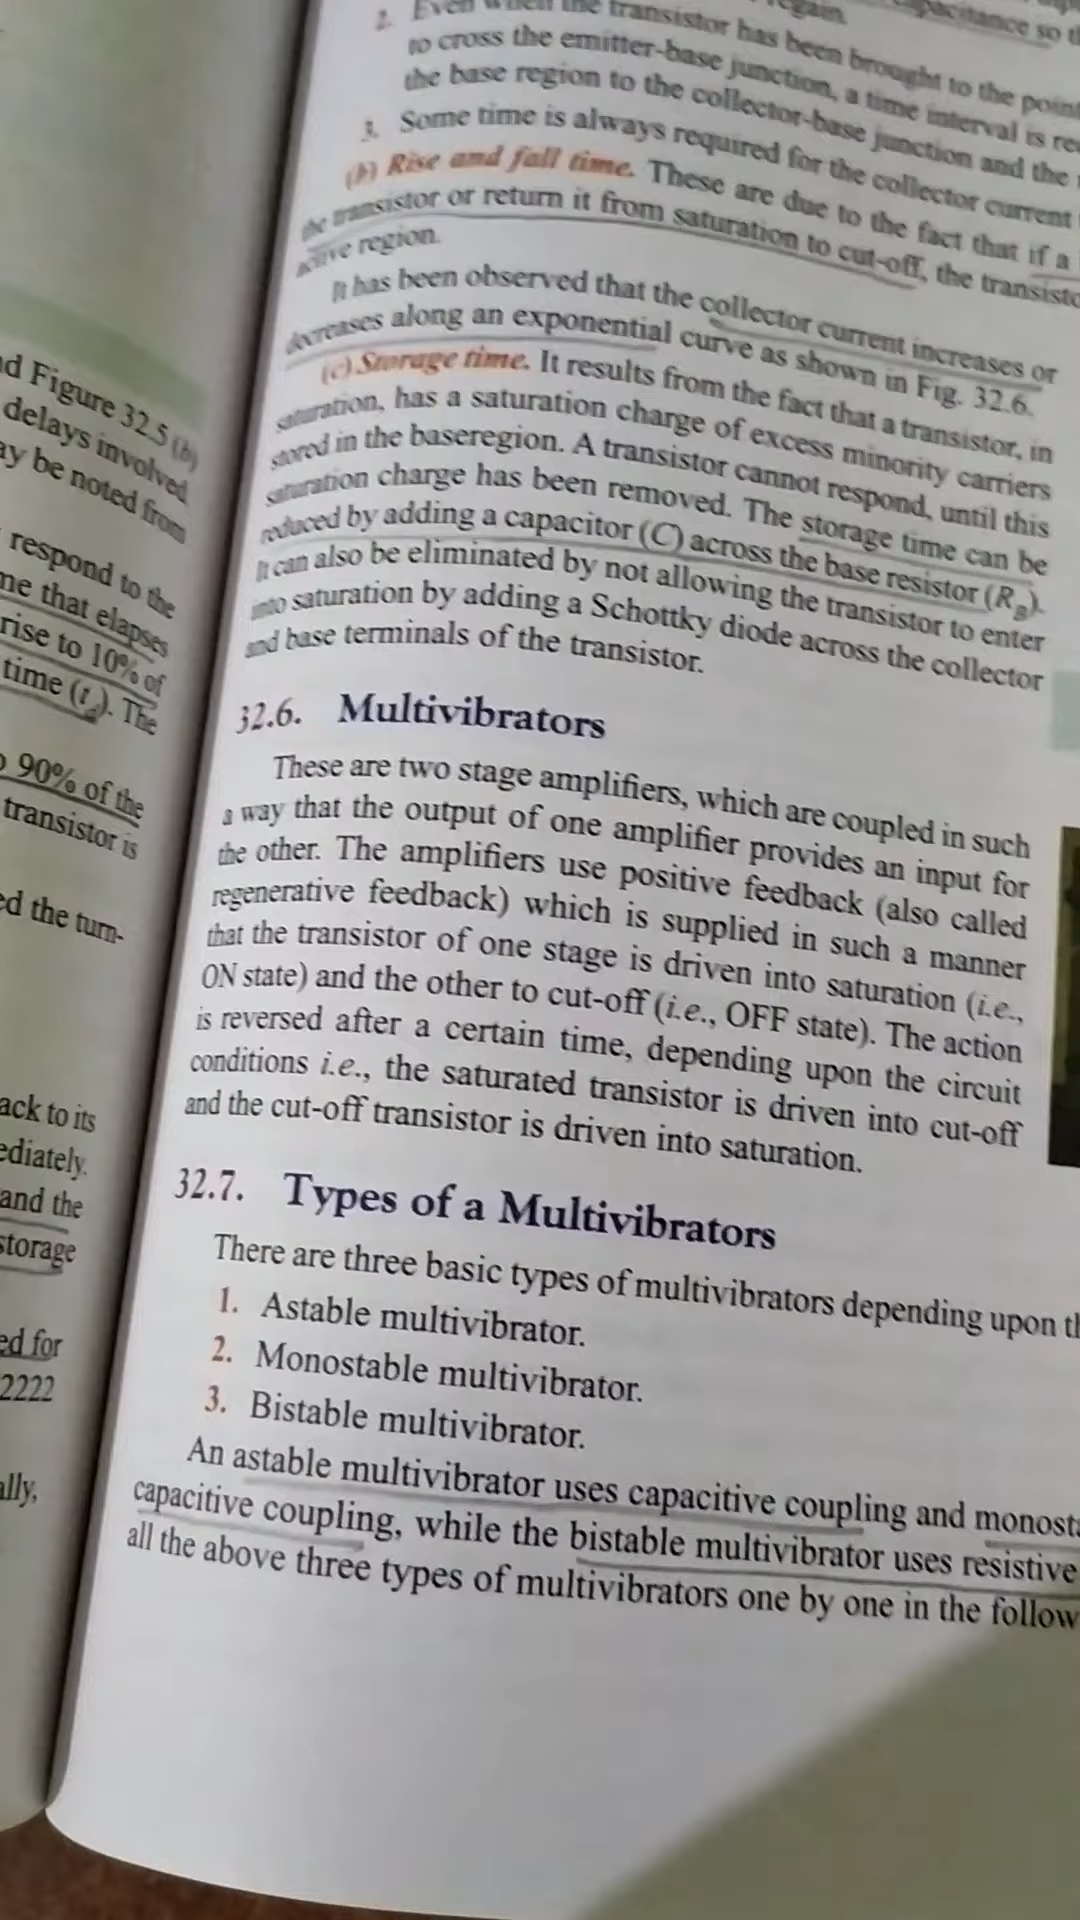 nd Figure 32.5 (b)
delays involved
ay be noted from
respond to the
me that elapses
rise to 10% of
time (t d). The
90% of the
transistor is
ed the turn-
ack to its
ediately.
and the
storage
ed for
2222
ally,
regain.
capacitance so
2. Even when the transistor has been brought to the point
to cross the emitter-base junction, a time interval is
the base region to the collector-base junction and the
3. Some time is always required for the collector current
(b) Rise and fall time. These are due to the fact that if a
the transistor or return it from saturation to cut-off, the transisto
active region.
It has been observed that the collector current increases or
decreases along an exponential curve as shown in Fig. 32.6.
(c) Storage time. It results from the fact that a transistor, in
saturation, has a saturation charge of excess minority carriers
stored in the baseregion. A transistor cannot respond, until this
saturation charge has been removed. The storage time can be
reduced by adding a capacitor (C) across the base resistor (R B).
It can also be eliminated by not allowing the transistor to enter
into saturation by adding a Schottky diode across the collector
and base terminals of the transistor.
32.6. Multivibrators
These are two stage amplifiers, which are coupled in such
a way that the output of one amplifier provides an input for
the other. The amplifiers use positive feedback (also called
regenerative feedback) which is supplied in such a manner
that the transistor of one stage is driven into saturation (i.e.,
ON state) and the other to cut-off (i.e., OFF state). The action
is reversed after a certain time, depending upon the circuit
conditions i.e., the saturated transistor is driven into cut-off
and the cut-off transistor is driven into saturation.
32.7. Types of a Multivibrators
There are three basic types of multivibrators depending upon th
1. Astable multivibrator.
2. Monostable multivibrator.
3. Bistable multivibrator.
An astable multivibrator uses capacitive coupling and monosta
capacitive coupling, while the bistable multivibrator uses resistive
all the above three types of multivibrators one by one in the follow